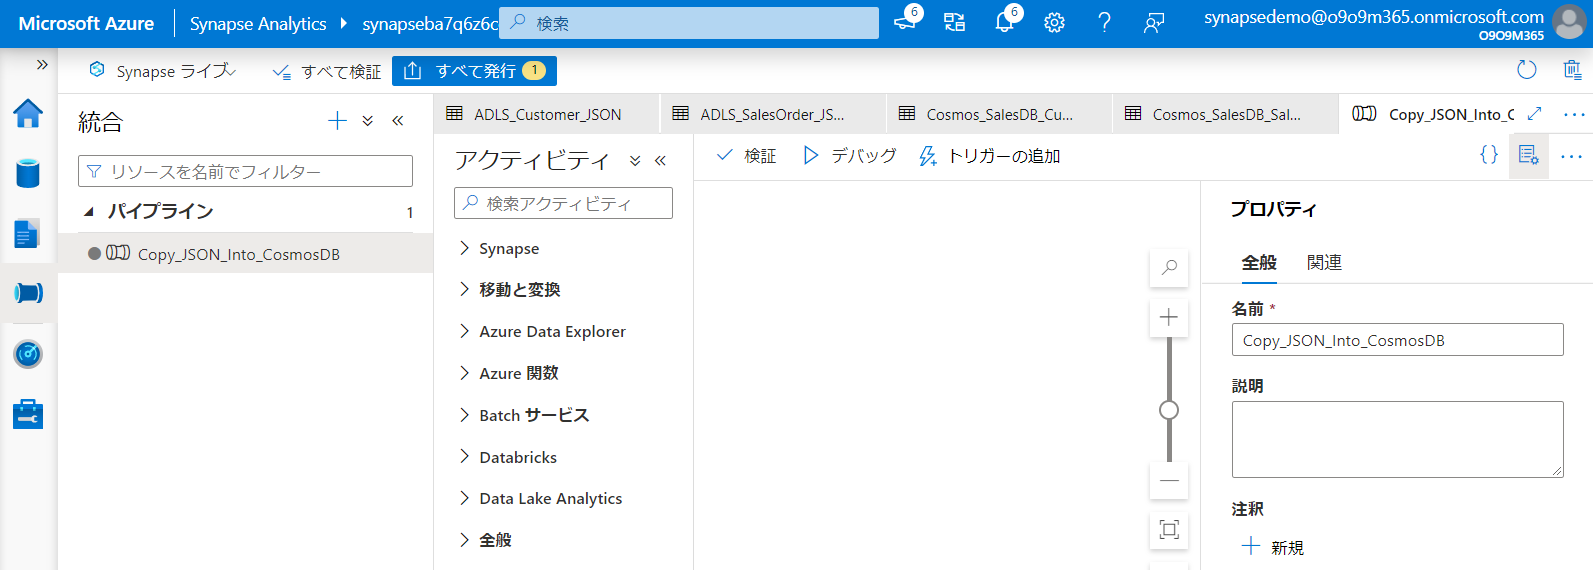 Microsoft Azure
Synapse Analytics
synapseba7q6z6c
検索
6
6
synapsedemo@o9o9m365.onmicrosoft.com
O9O9M365
Synapse ライブ
すべて検証
すべて発行
1
統合
リソースを名前でフィルター
パイプライン
1
Copy_JSON_Into_CosmosDB
ADLS_Customer_JSON
ADLS_SalesOrder_JS...
Cosmos_SalesDB_Cu...
Cosmos_SalesDB_Sal...
Copy_JSON_Into_C
アクティビティ
検索アクティビティ
Synapse
移動と変換
Azure Data Explorer
Azure 関数
Batch サービス
Databricks
Data Lake Analytics
全般
検証
デバッグ
トリガーの追加
{}
プロパティ
全般
関連
名前 *
Copy_JSON_Into_CosmosDB
説明
注釈
新規